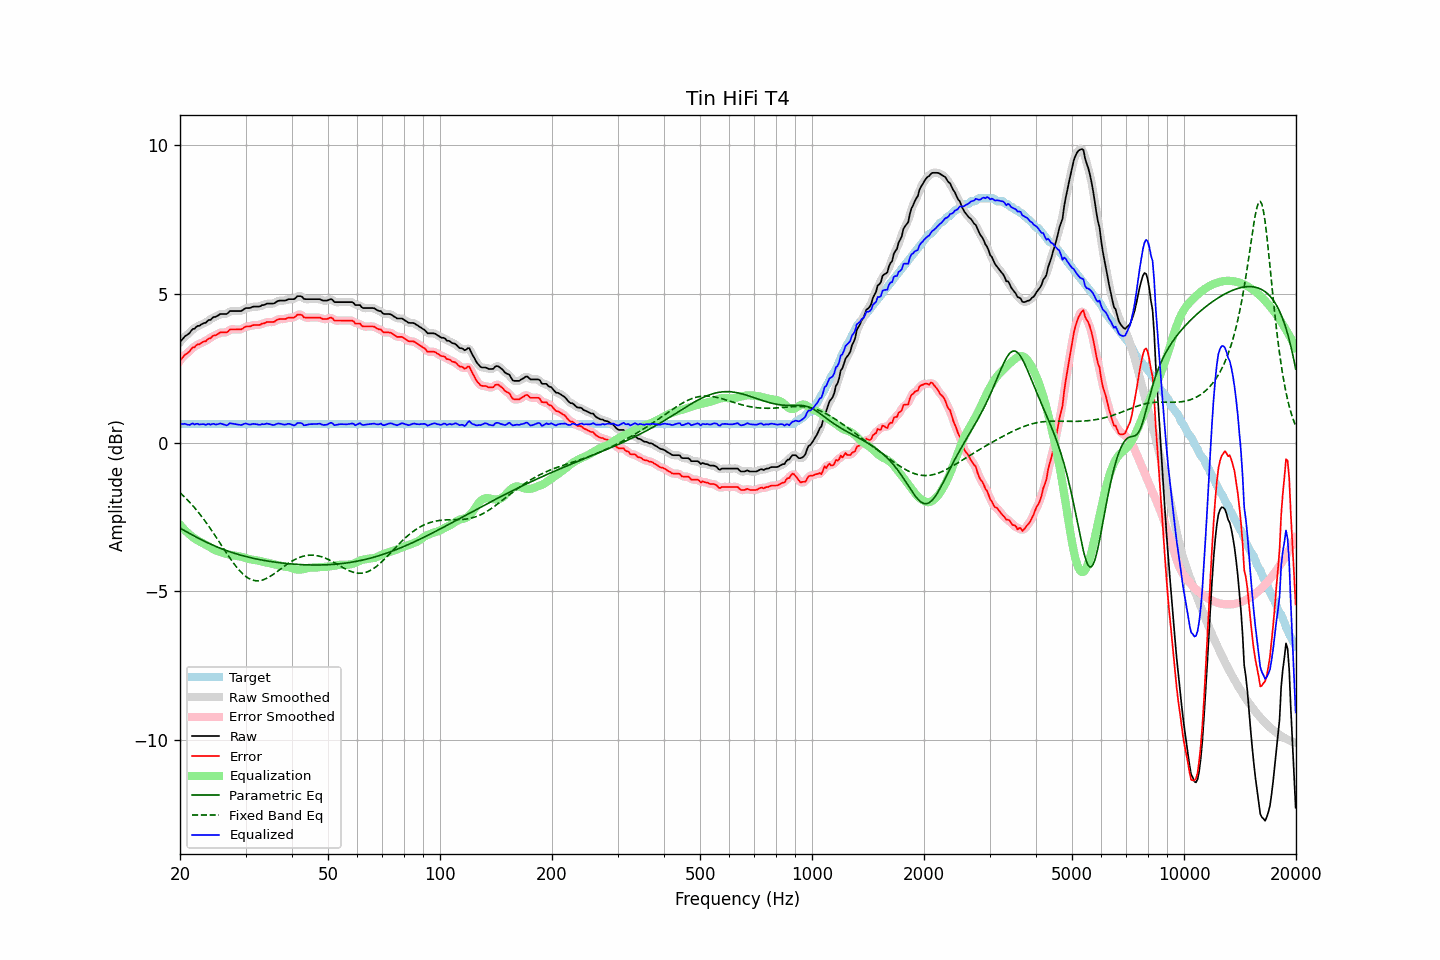 Tin HiFi T4
Amplitude (dBr)
10
5
0
−5
−10
Target
Raw Smoothed
Error Smoothed
Raw
Error
Equalization
Parametric Eq
Fixed Band Eq
Equalized
20
50
100
200
500
1000
2000
5000
10000
20000
Frequency (Hz)